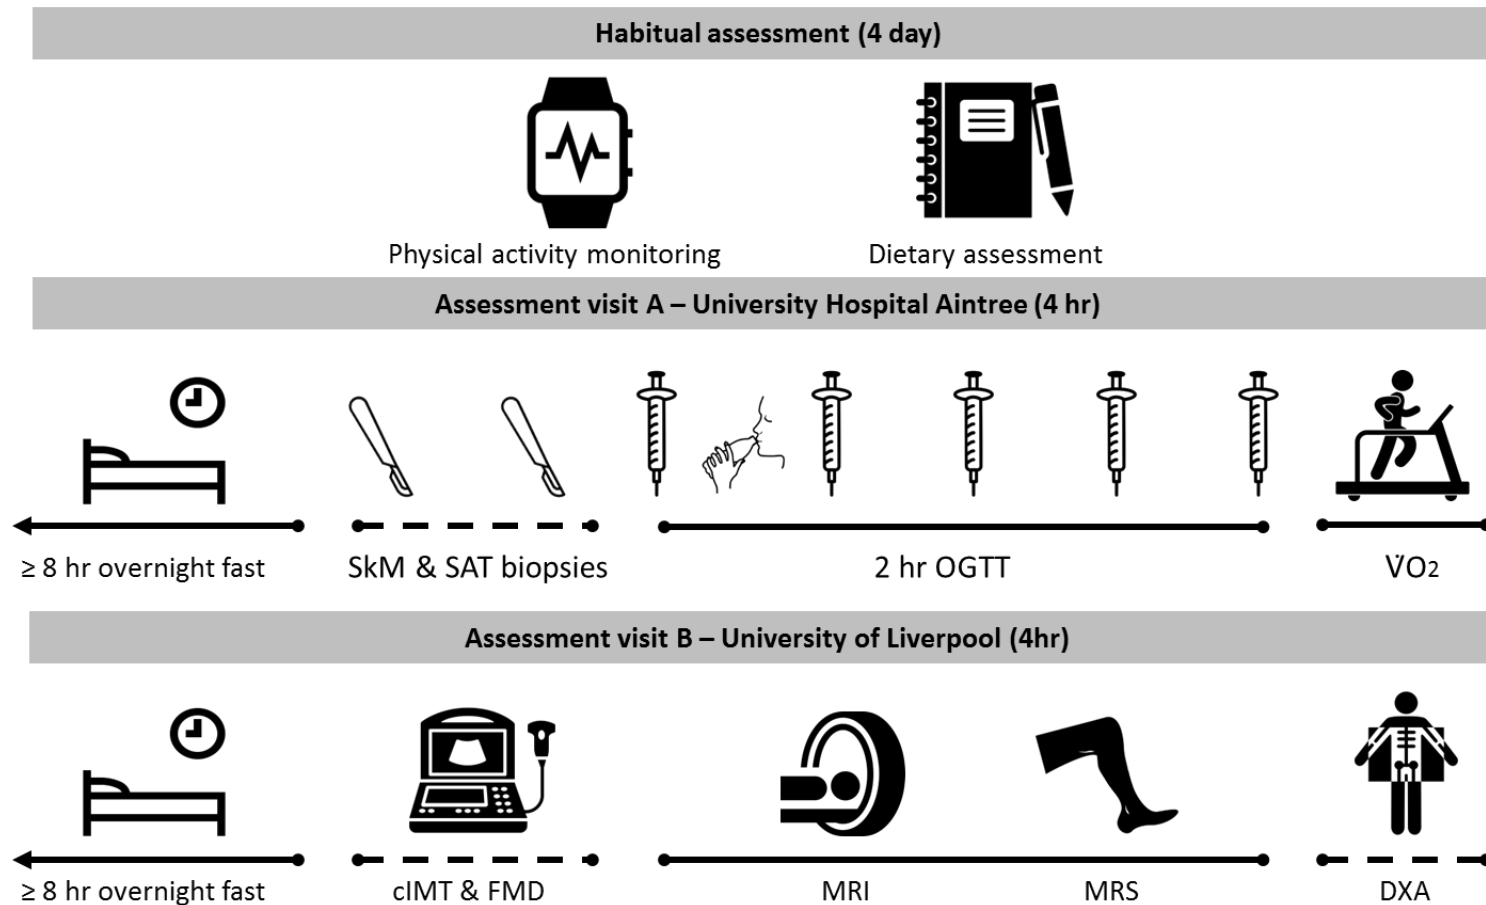 Habitual assessment (4 day)
Physical activity monitoring
Dietary assessment
Assessment visit A – University Hospital Aintree (4 hr)
≥ 8 hr overnight fast
SkM & SAT biopsies
2 hr OGTT
V̈O2
Assessment visit B – University of Liverpool (4hr)
≥ 8 hr overnight fast
cIMT & FMD
MRI
MRS
DXA